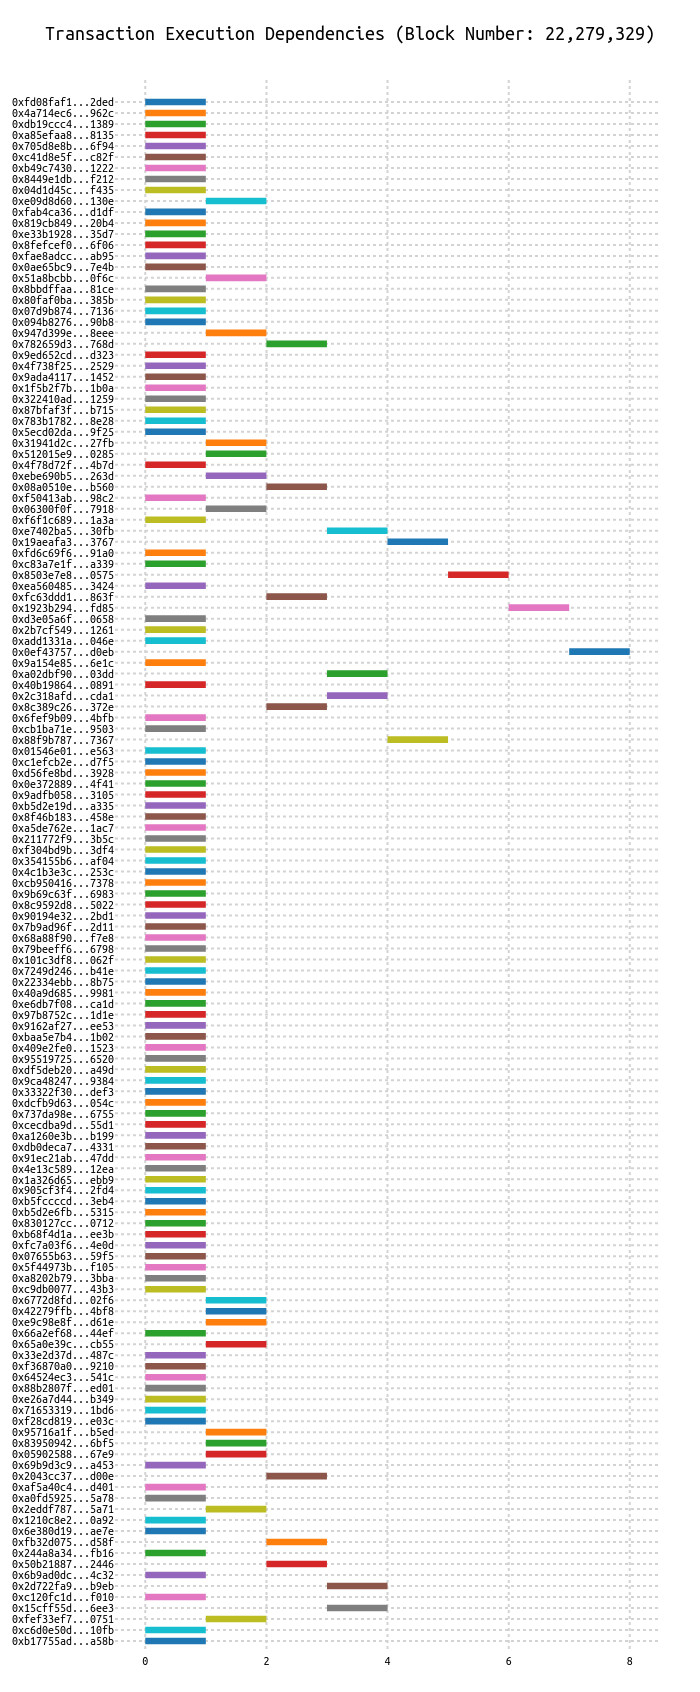 Transaction Execution Dependencies (Block Number: 22,279,329)
0xfd08faf1...2ded
0x4a714ec6...962c
0xdb19ccc4...1389
0xa85efaa8...8135
0x705d8e8b...6f94
0xc41d8e5f...c82f
0xb49c7430...1222
0x8449e1db...f212
0x04d1d45c...f435
0xe09d8d60...130e
0xfab4ca36...d1df
0x819cb849...20b4
0xe33b1928...35d7
0x8fefcef0...6f06
0xfae8adcc...ab95
0x0ae65bc9...7e4b
0x51a8bcbb...0f6c
0x8bbdffaa...81ce
0x80faf0ba...385b
0x07d9b874...7136
0x094b8276...90b8
0x947d399e...8eee
0x782659d3...768d
0x9ed652cd...d323
0x4f738f25...2529
0x9ada4117...1452
0x1f5b2f7b...1b0a
0x322410ad...1259
0x87bfaf3f...b715
0x783b1782...8e28
0x5ecd02da...9f25
0x31941d2c...27fb
0x512015e9...0285
0x4f78d72f...4b7d
0xebe690b5...263d
0x08a0510e...b560
0xf50413ab...98c2
0x06300f0f...7918
0xf6f1c689...1a3a
0xe7402ba5...30fb
0x19aeafa3...3767
0xfd6c69f6...91a0
0xc83a7e1f...a339
0x8503e7e8...0575
0xea560485...3424
0xfc63ddd1...863f
0x1923b294...fd85
0xd3e05a6f...0658
0x2b7cf549...1261
0xadd1331a...046e
0x0ef43757...d0eb
0x9a154e85...6e1c
0xa02dbf90...03dd
0x40b19864...0891
0x2c318afd...cda1
0x8c389c26...372e
0x6fef9b09...4bfb
0xcb1ba71e...9503
0x88f9b787...7367
0x01546e01...e563
0xc1efcb2e...d7f5
0xd56fe8bd...3928
0x0e372889...4f41
0x9adfb058...3105
0xb5d2e19d...a335
0x8f46b183...458e
0xa5de762e...1ac7
0x211772f9...3b5c
0xf304bd9b...3df4
0x354155b6...af04
0x4c1b3e3c...253c
0xcb950416...7378
0x9b69c63f...6983
0x8c9592d8...5022
0x90194e32...2bd1
0x7b9ad96f...2d11
0x68a88f90...f7e8
0x79beeff6...6798
0x101c3df8...062f
0x7249d246...b41e
0x22334ebb...8b75
0x40a9d685...9981
0xe6db7f08...ca1d
0x97b8752c...1d1e
0x9162af27...ee53
0xbaa5e7b4...1b02
0x409e2fe0...1523
0x95519725...6520
0xdf5deb20...a49d
0x9ca48247...9384
0x33322f30...def3
0xdcfb9d63...054c
0x737da98e...6755
0xcecdba9d...55d1
0xa1260e3b...b199
0xdb0deca7...4331
0x91ec21ab...47dd
0x4e13c589...12ea
0x1a326d65...ebb9
0x905cf3f4...2fd4
0xb5fccccd...3eb4
0xb5d2e6fb...5315
0x830127cc...0712
0xb68f4d1a...ee3b
0xfc7a03f6...4e0d
0x07655b63...59f5
0x5f44973b...f105
0xa8202b79...3bba
0xc9db0077...43b3
0x6772d8fd...02f6
0x42279ffb...4bf8
0xe9c98e8f...d61e
0x66a2ef68...44ef
0x65a0e39c...cb55
0x33e2d37d...487c
0xf36870a0...9210
0x64524ec3...541c
0x88b2807f...ed01
0xe26a7d44...b349
0x71653319...1bd6
0xf28cd819...e03c
0x95716a1f...b5ed
0x83950942...6bf5
0x05902588...67e9
0x69b9d3c9...a453
0x2043cc37...d00e
0xaf5a40c4...d401
0xa0fd5925...5a78
0x2eddf787...5a71
0x1210c8e2...0a92
0x6e380d19...ae7e
0xfb32d075...d58f
0x244a8a34...fb16
0x50b21887...2446
0x6b9ad0dc...4c32
0x2d722fa9...b9eb
0xc120fc1d...f010
0x15cff55d...6ee3
0xfef33ef7...0751
0xc6d0e50d...10fb
0xb17755ad...a58b
0 2 4 6 8